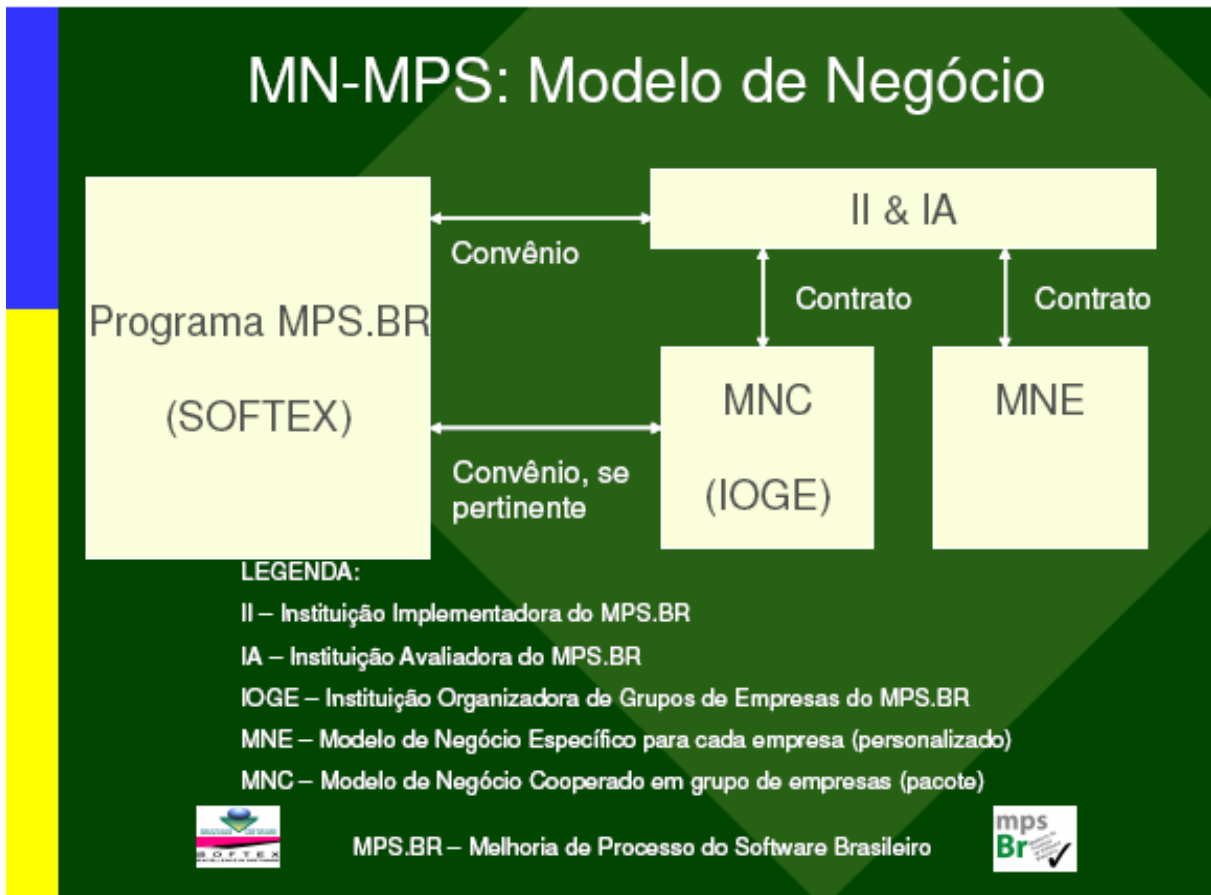 MN-MPS: Modelo de Negócio
II & IA
Convênio
Contrato
Contrato
Programa MPS.BR
(SOFTEX)
MNC
(IOGE)
MNE
Convênio, se
pertinente
LEGENDA:
II – Instituição Implementadora do MPS.BR
IA – Instituição Avaliadora do MPS.BR
IOGE – Instituição Organizadora de Grupos de Empresas do MPS.BR
MNE – Modelo de Negócio Específico para cada empresa (personalizado)
MNC – Modelo de Negócio Cooperado em grupo de empresas (pacote)
SOFTEX
MPS.BR – Melhoria de Processo do Software Brasileiro
mps
Br